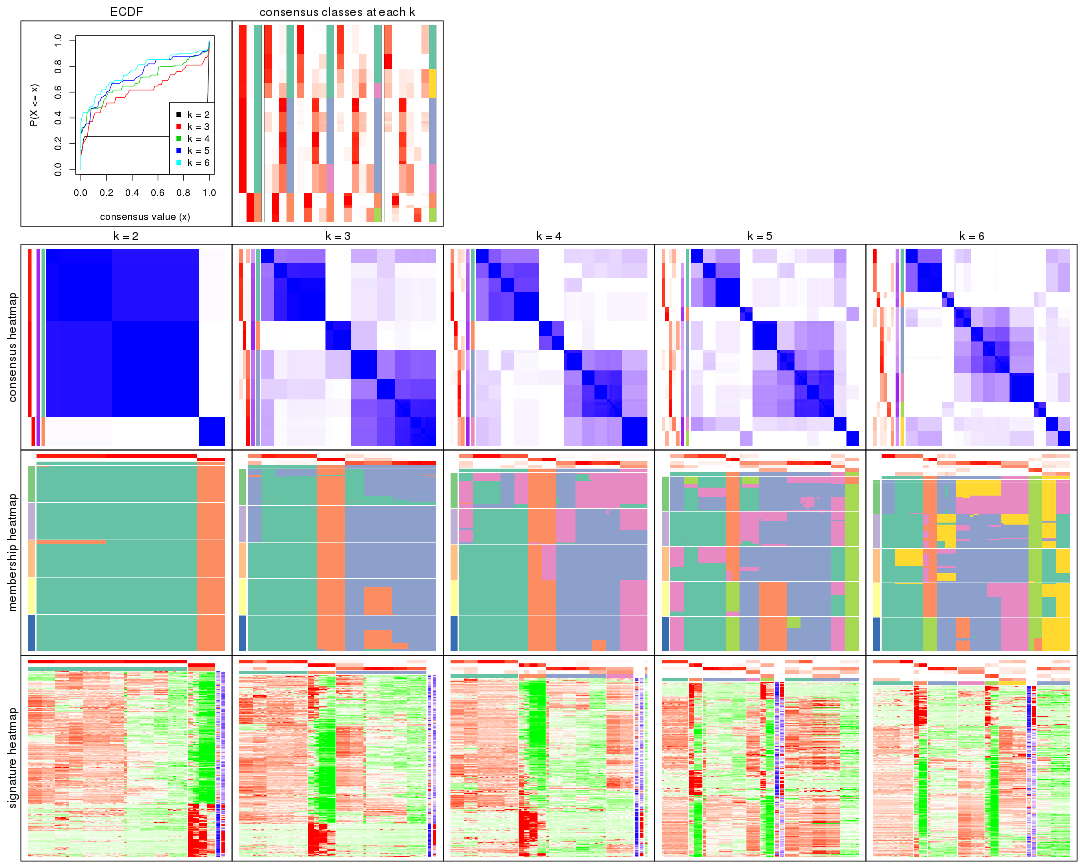 ECDF
consensus classes at each k
P(X <= x)
0.0 0.2 0.4 0.6 0.8 1.0
k = 2
k = 3
k = 4
k = 5
k = 6
0.0 0.2 0.4 0.6 0.8 1.0
consensus value (x)
k = 2
k = 3
k = 4
k = 5
k = 6
consensus heatmap
membership heatmap
signature heatmap